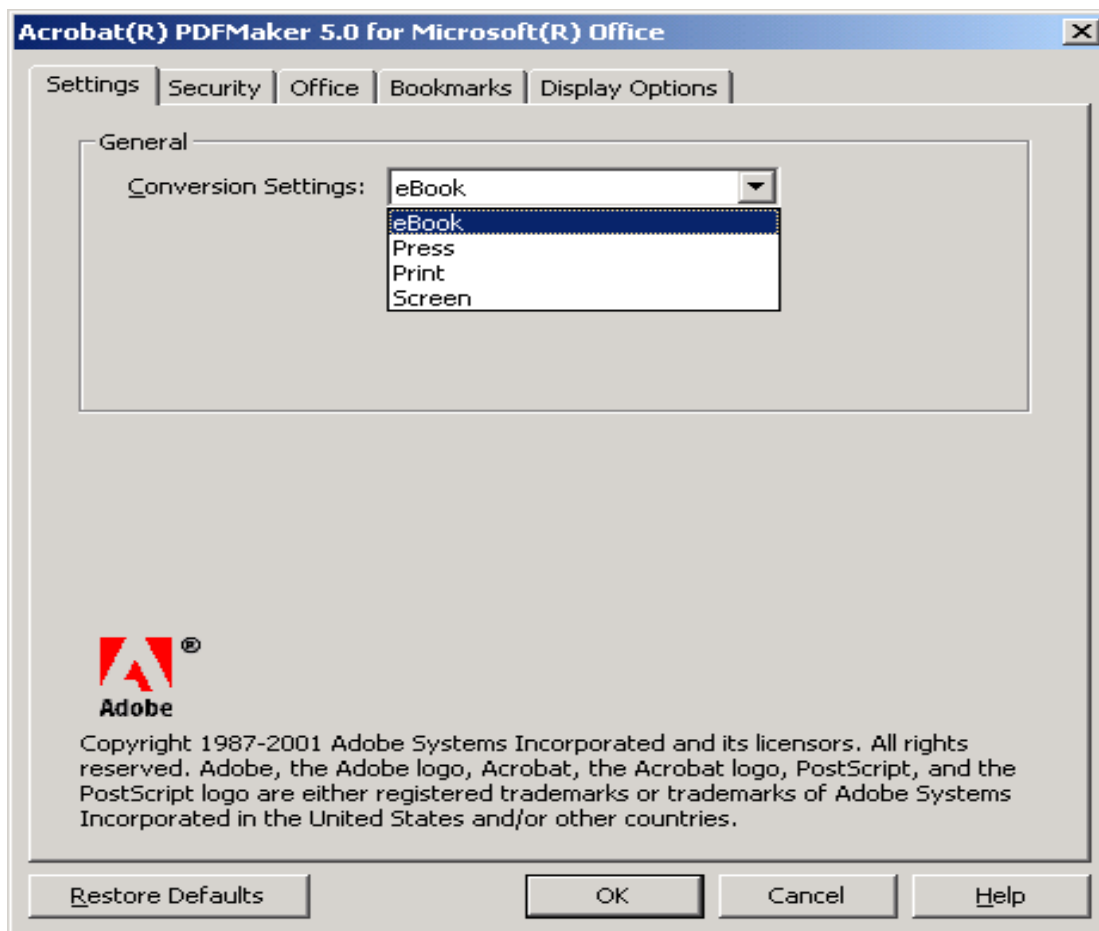 Acrobat(R) PDFMaker 5.0 for Microsoft(R) Office
Settings Security Office Bookmarks Display Options
General
Conversion Settings: eBook
eBook
Press
Print
Screen
®
Adobe
Copyright 1987-2001 Adobe Systems Incorporated and its licensors. All rights
reserved. Adobe, the Adobe logo, Acrobat, the Acrobat logo, PostScript, and the
PostScript logo are either registered trademarks or trademarks of Adobe Systems
Incorporated in the United States and/or other countries.
Restore Defaults OK Cancel Help